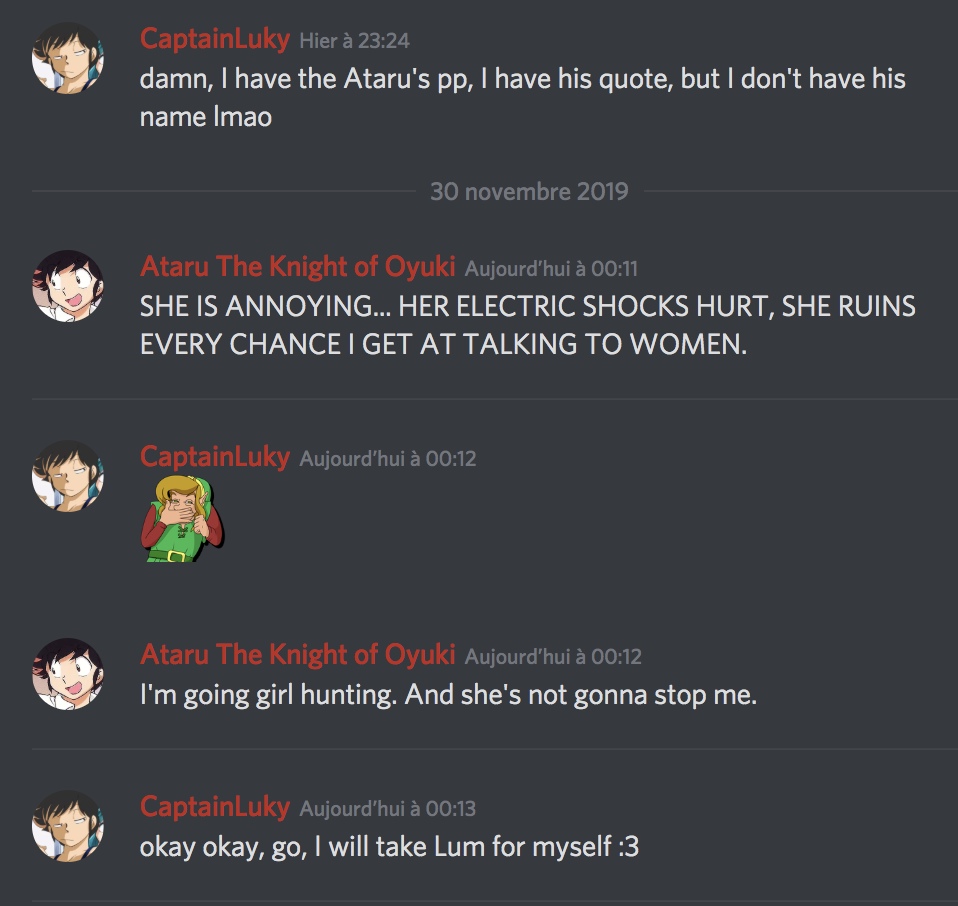 CaptainLuky Hier à 23:24
damn, I have the Ataru's pp, I have his quote, but I don't have his
name lmao
30 novembre 2019
Ataru The Knight of Oyuki Aujourd'hui à 00:11
SHE IS ANNOYING... HER ELECTRIC SHOCKS HURT, SHE RUINS
EVERY CHANCE I GET AT TALKING TO WOMEN.
CaptainLuky Aujourd'hui à 00:12
Ataru The Knight of Oyuki Aujourd'hui à 00:12
I'm going girl hunting. And she's not gonna stop me.
CaptainLuky Aujourd'hui à 00:13
okay okay, go, I will take Lum for myself :3